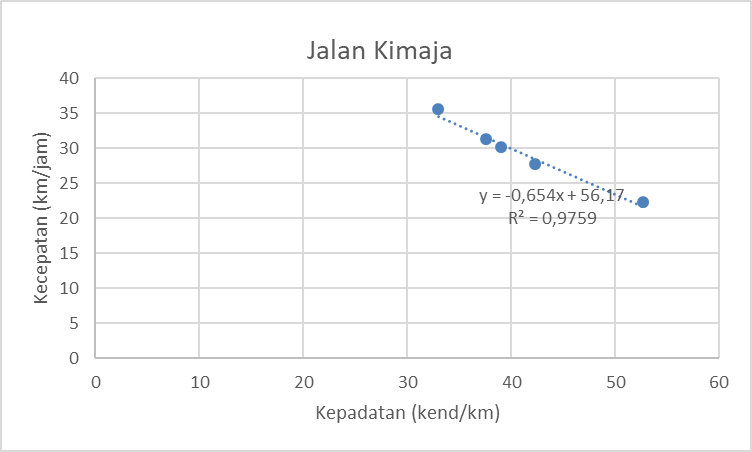 Jalan Kimaja
Kecepatan (km/jam)
40
35
30
25
20
15
10
5
0
y = -0,654x + 56,17
R² = 0,9759
0 10 20 30 40 50 60
Kepadatan (kend/km)